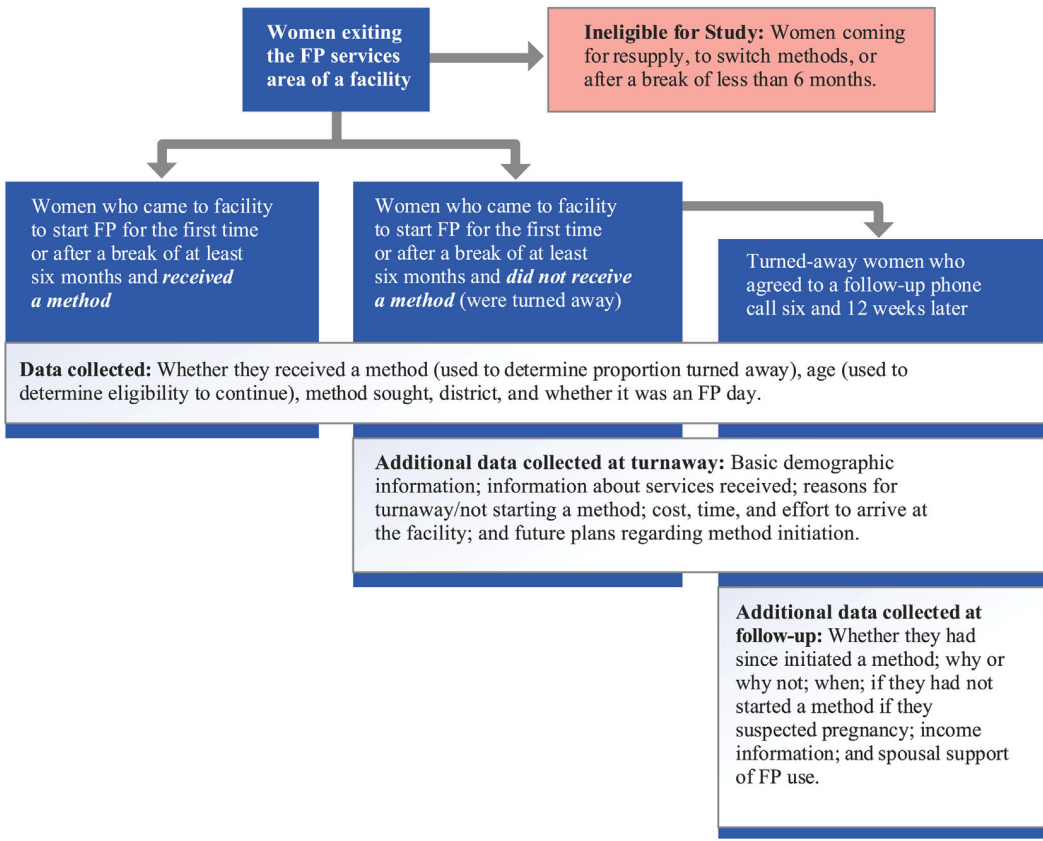 Women exiting
the FP services
area of a facility
Ineligible for Study: Women coming
for resupply, to switch methods, or
after a break of less than 6 months.
Women who came to facility
to start FP for the first time
or after a break of at least
six months and received
a method
Women who came to facility
to start FP for the first time
or after a break of at least
six months and did not receive
a method (were turned away)
Turned-away women who
agreed to a follow-up phone
call six and 12 weeks later
Data collected: Whether they received a method (used to determine proportion turned away), age (used to
determine eligibility to continue), method sought, district, and whether it was an FP day.
Additional data collected at turnaway: Basic demographic
information; information about services received; reasons for
turnaway/not starting a method; cost, time, and effort to arrive at
the facility; and future plans regarding method initiation.
Additional data collected at
follow-up: Whether they had
since initiated a method; why or
why not; when; if they had not
started a method if they
suspected pregnancy; income
information; and spousal support
of FP use.